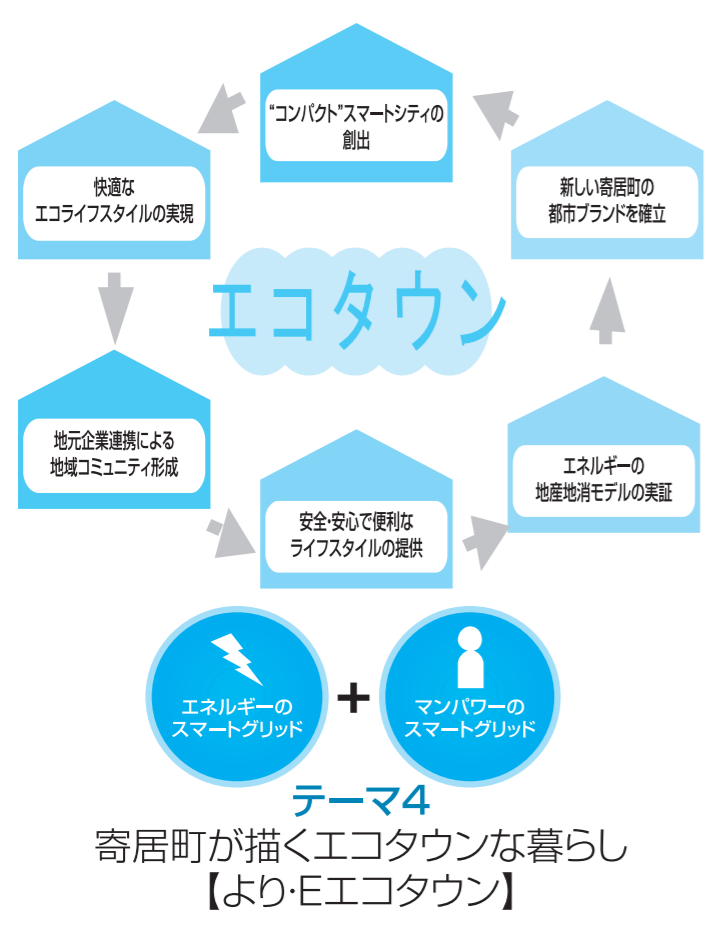 “コンパクト”スマートシティの
創出
快適な
エコライフスタイルの実現
新しい寄居町の
都市ブランドを確立
エコタウン
地元企業連携による
地域コミュニティ形成
安全・安心で便利な
ライフスタイルの提供
エネルギーの
地産地消モデルの実証
エネルギーの
スマートグリッド
+
マンパワーの
スマートグリッド
テーマ4
寄居町が描くエコタウンな暮らし
【より・Eエコタウン】